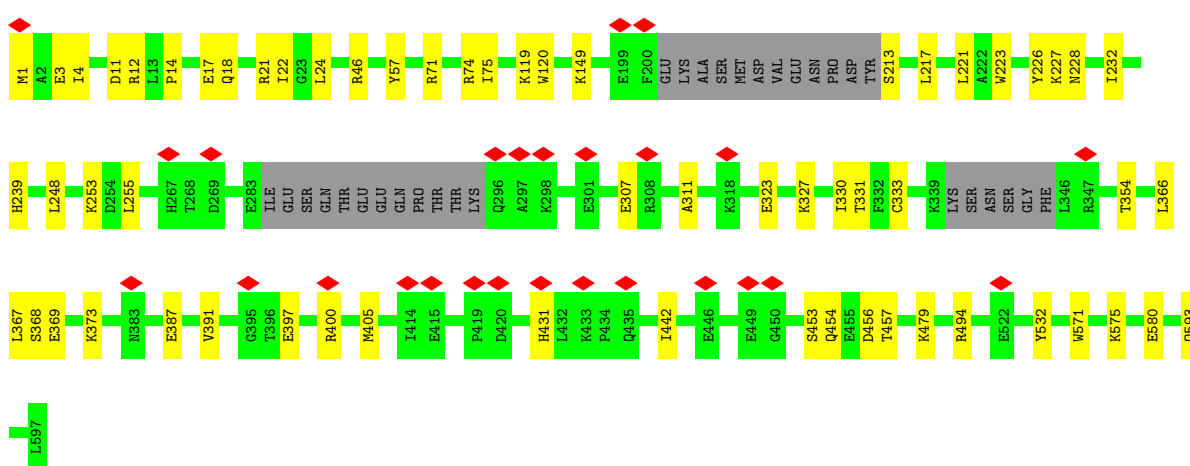 M1 A2 E3 I4 D11 R12 L13 P14 E17 Q18 R21 I22 G23 L24 R46 Y57 R71 R74 I75 K119 W120 K149 E199 F200 GLU LYS ALA SER MET ASP VAL GLU ASN PRO ASP TYR S213 L217 L221 A222 W223 Y226 K227 N228 I232
H239 L248 K253 D254 L255 H267 T268 D269 E283 ILE GLU SER GLN THR GLU GLU GLN PRO THR THR LYS Q296 A297 K298 E301 E307 R308 A311 K318 E323 K327 I330 T331 F332 C333 K339 LYS SER ASN SER GLY PHE L346 R347 T354 L366
L367 S368 E369 K373 N383 E387 V391 G395 T396 E397 R400 M405 I414 E415 P419 D420 H431 L432 K433 P434 Q435 I442 E446 E449 G450 S453 Q454 E455 D456 T457 K479 R494 E522 Y532 W571 K575 E580 Q593
L597